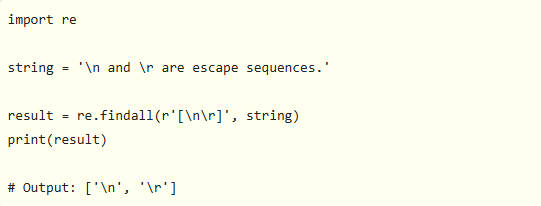 import re
string = '\n and \r are escape sequences.'
result = re.findall(r'[\n\r]', string)
print(result)
# Output: ['\n', '\r']